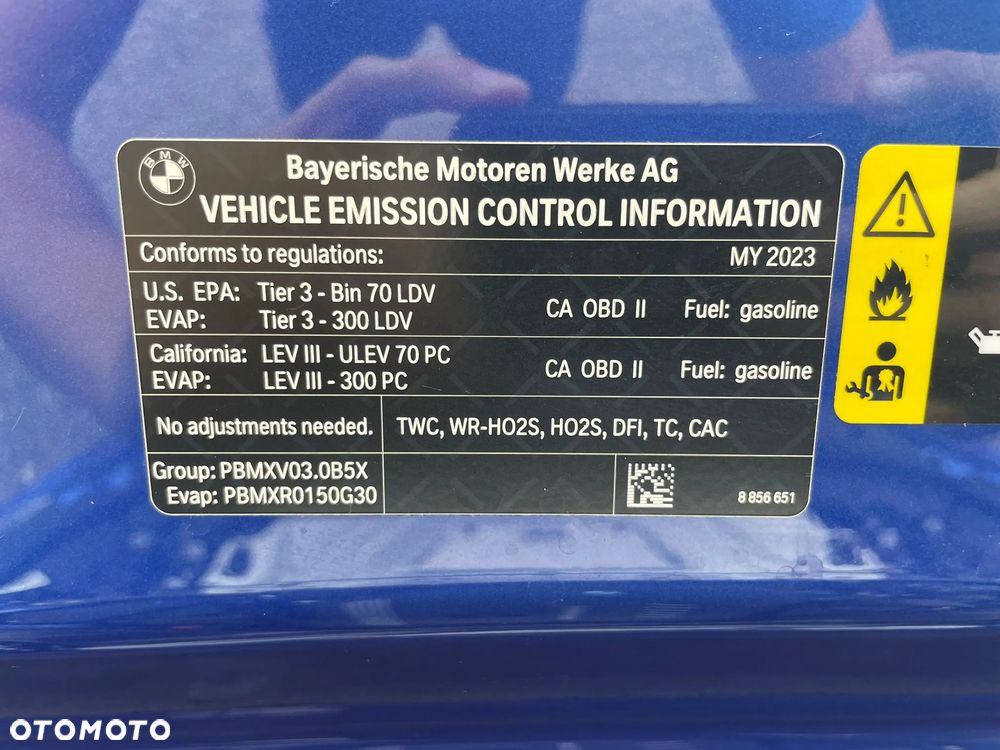 BMW
Bayerische Motoren Werke AG
VEHICLE EMISSION CONTROL INFORMATION
Conforms to regulations: MY 2023
U.S. EPA: Tier 3 - Bin 70 LDV
EVAP: Tier 3 - 300 LDV
CA OBD II Fuel: gasoline
California: LEV III - ULEV 70 PC
EVAP: LEV III - 300 PC
CA OBD II Fuel: gasoline
No adjustments needed. TWC, WR-HO2S, HO2S, DFI, TC, CAC
Group: PBMXV03.0B5X
Evap: PBMXR0150G30
8 856 651
OTOMOTO